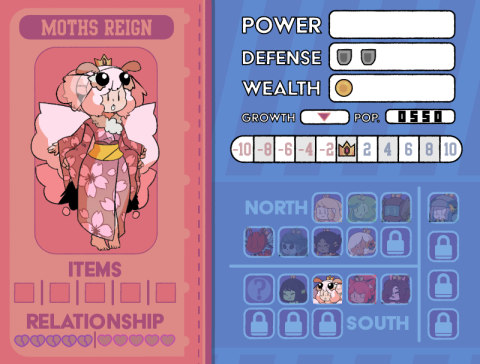 MOTHS REIGN
ITEMS
RELATIONSHIP
POWER
DEFENSE
WEALTH
GROWTH POP. 0550
-10 -8 -6 -4 -2 2 4 6 8 10
NORTH
?
SOUTH